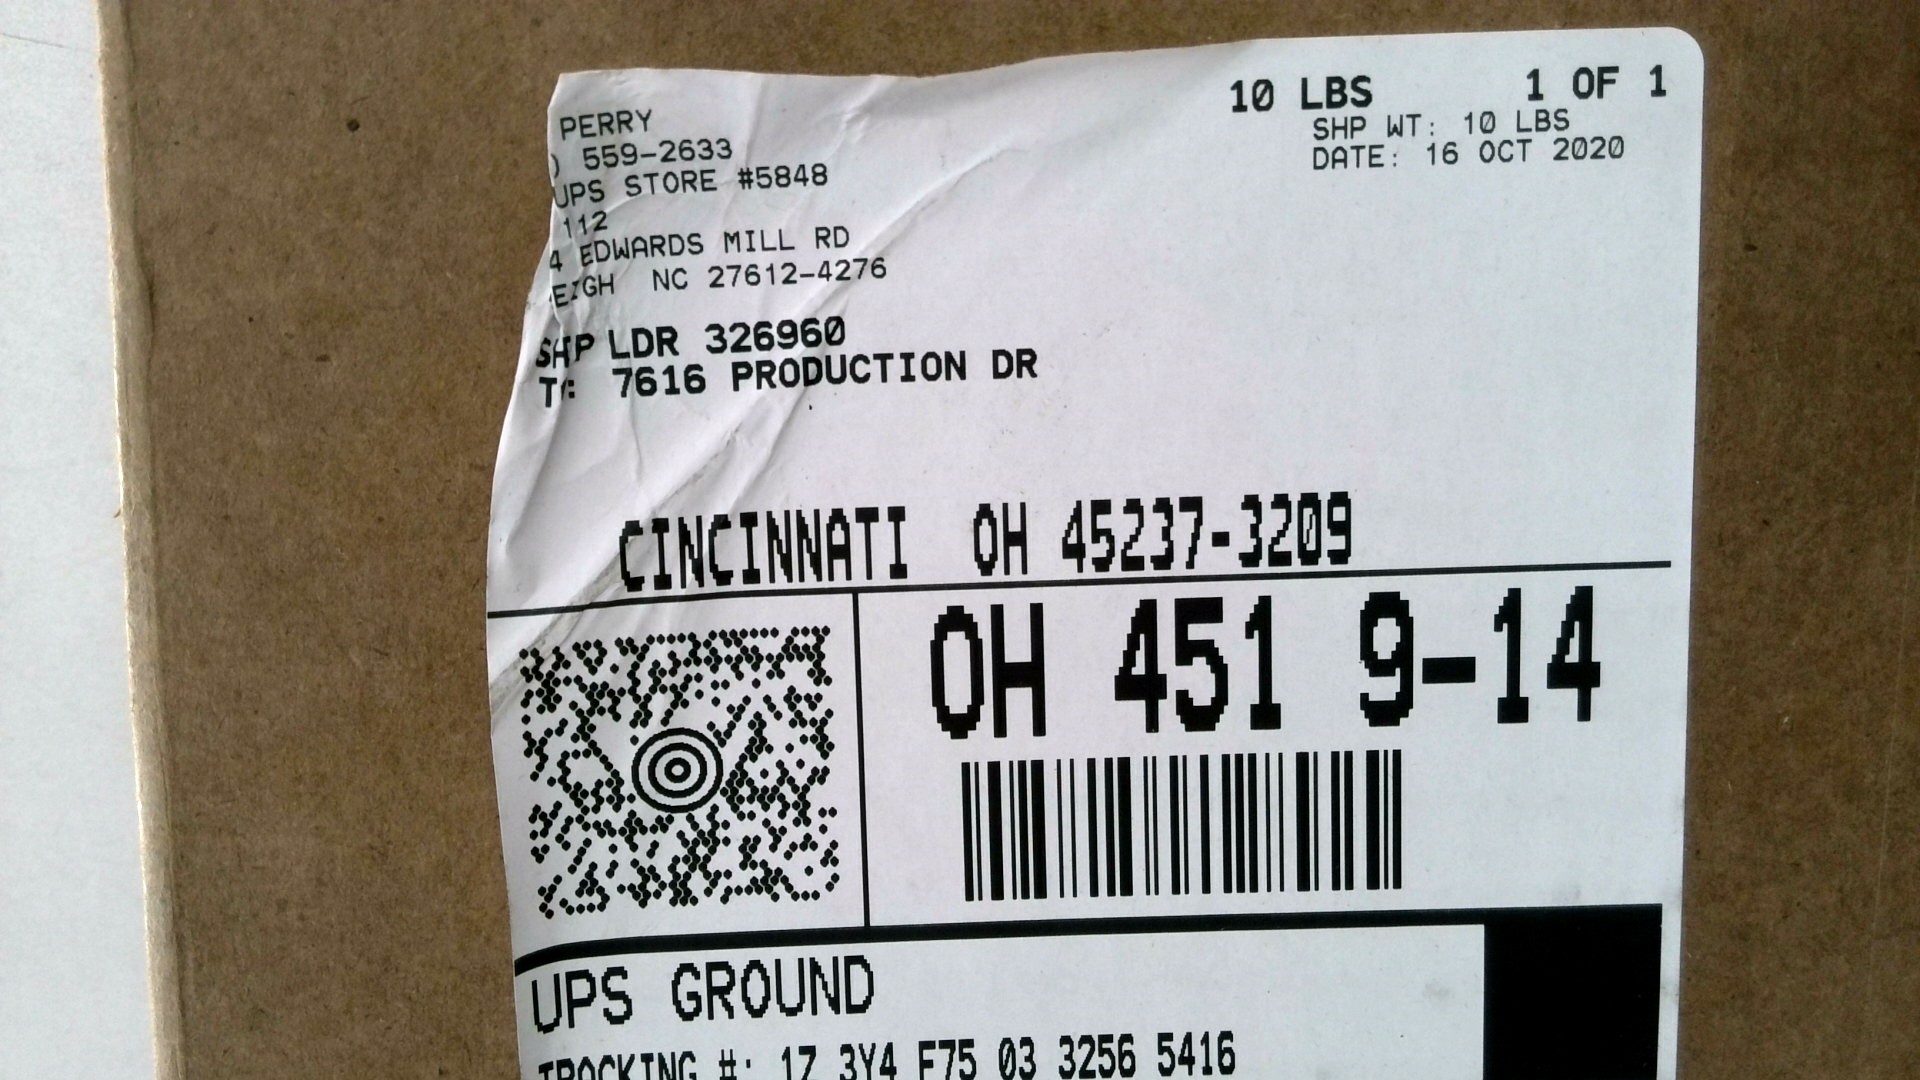 PERRY
) 559-2633
UPS STORE #5848
112
4 EDWARDS MILL RD
EIGH NC 27612-4276
10 LBS 1 OF 1
SHP WT: 10 LBS
DATE: 16 OCT 2020
SHIP LDR 326960
TO: 7616 PRODUCTION DR
CINCINNATI OH 45237-3209
OH 451 9-14
UPS GROUND
TRACKING #: 1Z 3Y4 F75 03 3256 5416